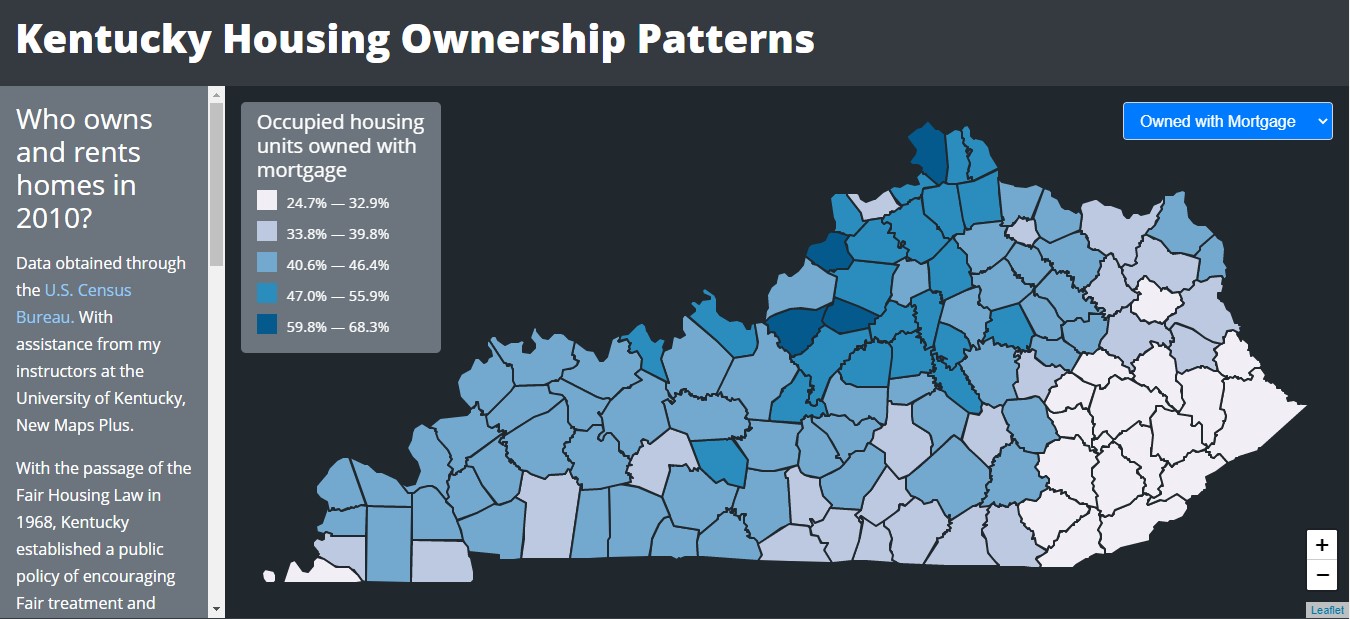 Kentucky Housing Ownership Patterns
Who owns
and rents
homes in
2010?
Data obtained through
the U.S. Census
Bureau. With
assistance from my
instructors at the
University of Kentucky,
New Maps Plus.
With the passage of the
Fair Housing Law in
1968, Kentucky
established a public
policy of encouraging
Fair treatment and
Occupied housing
units owned with
mortgage
24.7% — 32.9%
33.8% — 39.8%
40.6% — 46.4%
47.0% — 55.9%
59.8% — 68.3%
Owned with Mortgage
+
−
Leaflet